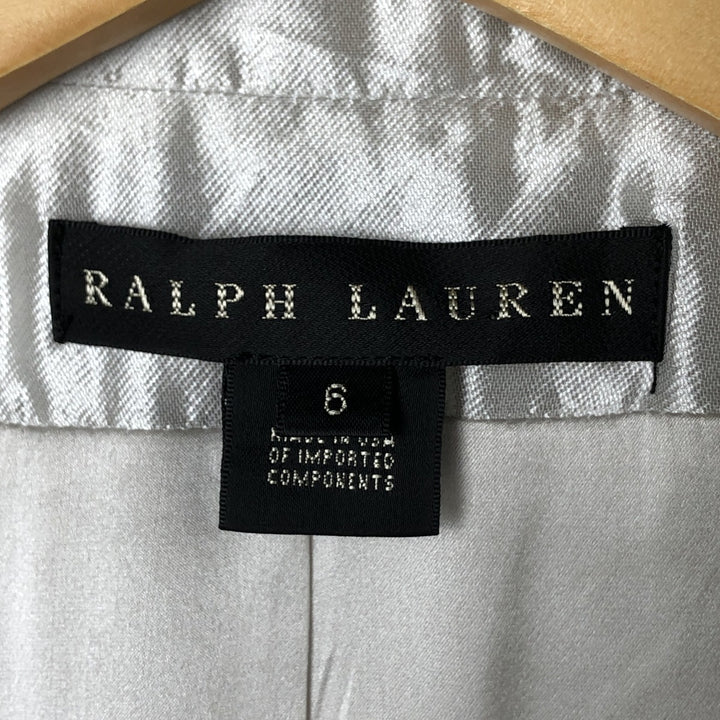 RALPH LAUREN
6
MADE IN USA
OF IMPORTED
COMPONENTS